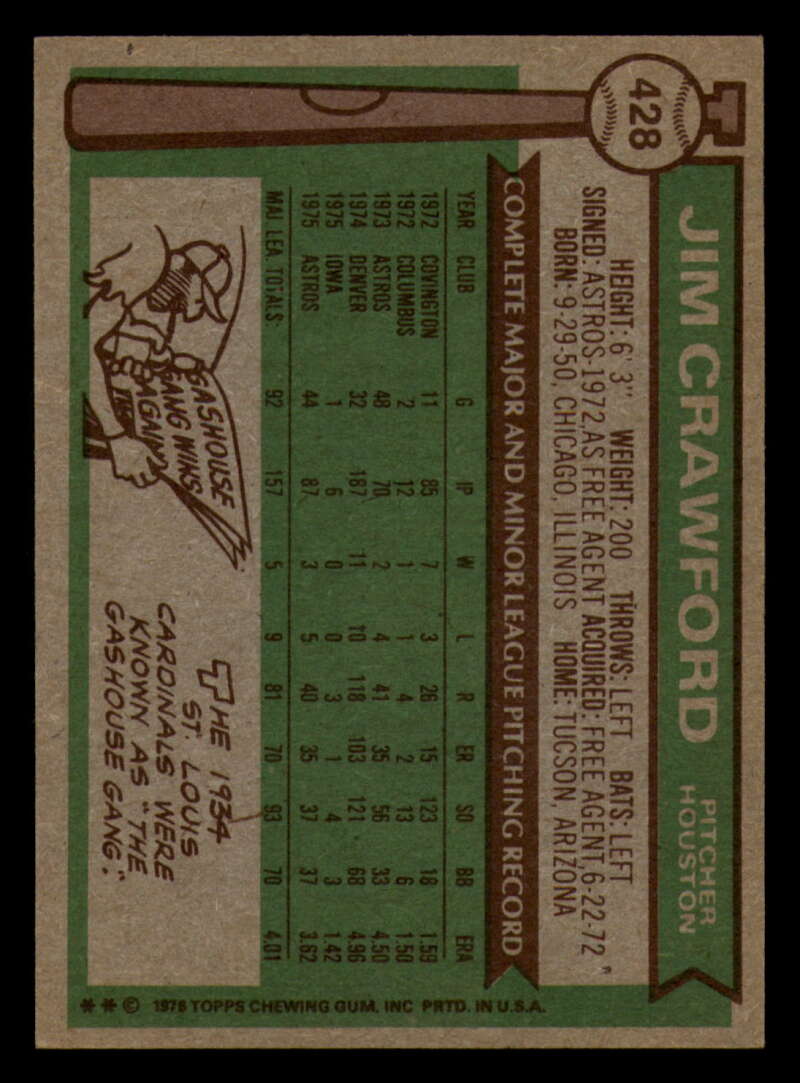 428
JIM CRAWFORD
PITCHER
HOUSTON
HEIGHT: 6' 3" WEIGHT: 200 THROWS: LEFT BATS: LEFT
SIGNED: ASTROS-1972, AS FREE AGENT ACQUIRED: FREE AGENT, 6-22-72
BORN: 9-29-50, CHICAGO, ILLINOIS HOME: TUCSON, ARIZONA
COMPLETE MAJOR AND MINOR LEAGUE PITCHING RECORD
YEAR CLUB G IP W L R ER SO BB ERA
1972 COVINGTON 11 85 7 3 26 15 123 18 1.59
1972 COLUMBUS 2 12 1 1 4 2 13 6 1.50
1973 ASTROS 48 70 2 4 41 35 56 33 4.50
1974 DENVER 32 187 11 10 118 103 121 68 4.96
1975 IOWA 1 6 0 0 3 1 4 3 1.42
1975 ASTROS 44 87 3 5 40 35 37 37 3.62
MAJ. LEA. TOTALS: 92 157 5 9 81 70 93 70 4.01
GASHOUSE
GANG WINS
AGAIN
THE 1934
ST. LOUIS
CARDINALS WERE
KNOWN AS "THE
GASHOUSE GANG."
** © 1976 TOPPS CHEWING GUM, INC PRTD. IN U.S.A.